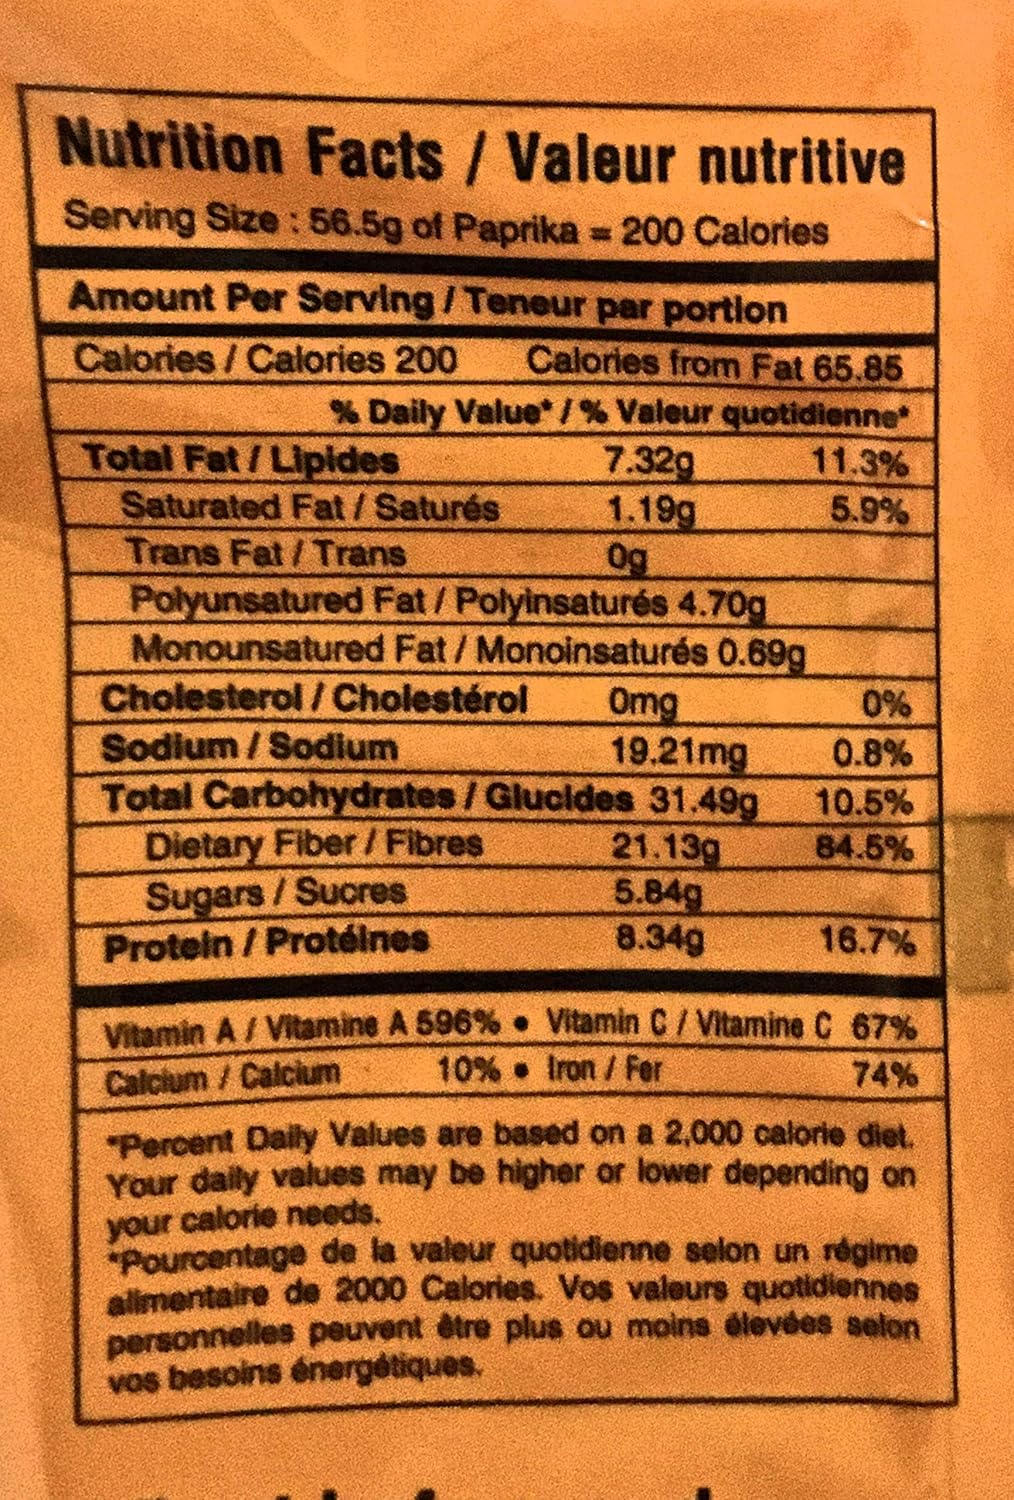 Nutrition Facts / Valeur nutritive
Serving Size : 56.5g of Paprika = 200 Calories
Amount Per Serving / Teneur par portion
Calories / Calories 200 Calories from Fat 65.85
% Daily Value* / % Valeur quotidienne*
Total Fat / Lipides 7.32g 11.3%
Saturated Fat / Saturés 1.19g 5.9%
Trans Fat / Trans 0g
Polyunsatured Fat / Polyinsaturés 4.70g
Monounsatured Fat / Monoinsaturés 0.69g
Cholesterol / Cholestérol 0mg 0%
Sodium / Sodium 19.21mg 0.8%
Total Carbohydrates / Glucides 31.49g 10.5%
Dietary Fiber / Fibres 21.13g 84.5%
Sugars / Sucres 5.84g
Protein / Protéines 8.34g 16.7%
Vitamin A / Vitamine A 596% • Vitamin C / Vitamine C 67%
Calcium / Calcium 10% • Iron / Fer 74%
*Percent Daily Values are based on a 2,000 calorie diet.
Your daily values may be higher or lower depending on
your calorie needs.
*Pourcentage de la valeur quotidienne selon un régime
alimentaire de 2000 Calories. Vos valeurs quotidiennes
personnelles peuvent être plus ou moins élevées selon
vos besoins énergétiques.